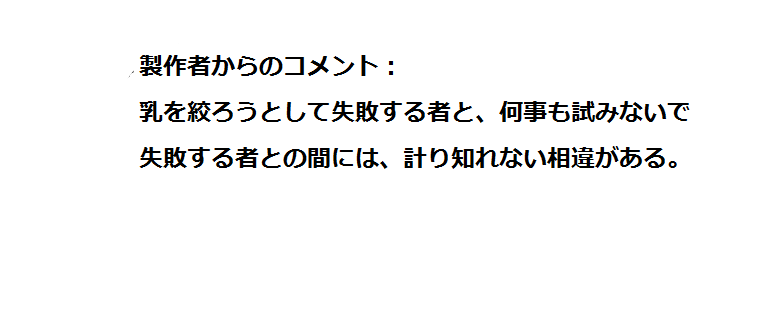 製作者からのコメント：
乳を絞ろうとして失敗する者と、何事も試みないで
失敗する者との間には、計り知れない相違がある。